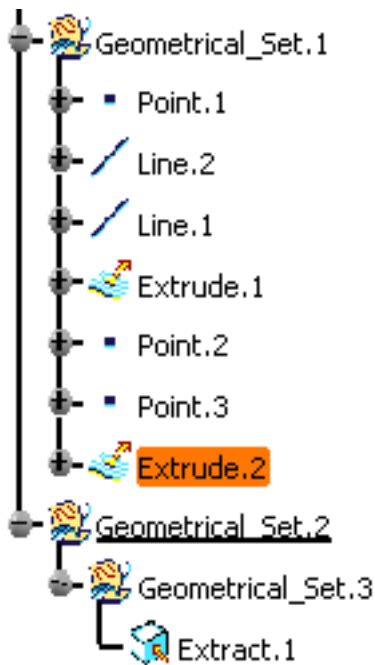 Geometrical_Set.1
Point.1
Line.2
Line.1
Extrude.1
Point.2
Point.3
Extrude.2
Geometrical_Set.2
Geometrical_Set.3
Extract.1